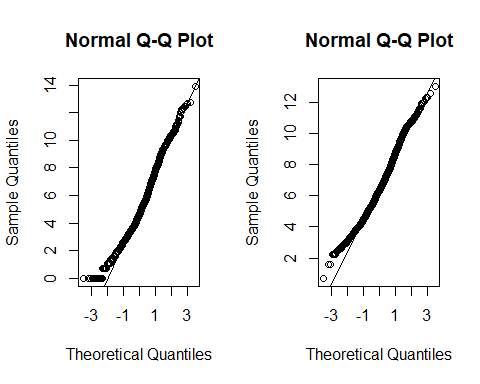 Normal Q-Q Plot
Sample Quantiles
0 2 4 6 8 10 12 14
-3 -1 1 3
Theoretical Quantiles
Normal Q-Q Plot
Sample Quantiles
2 4 6 8 10 12
-3 -1 1 3
Theoretical Quantiles